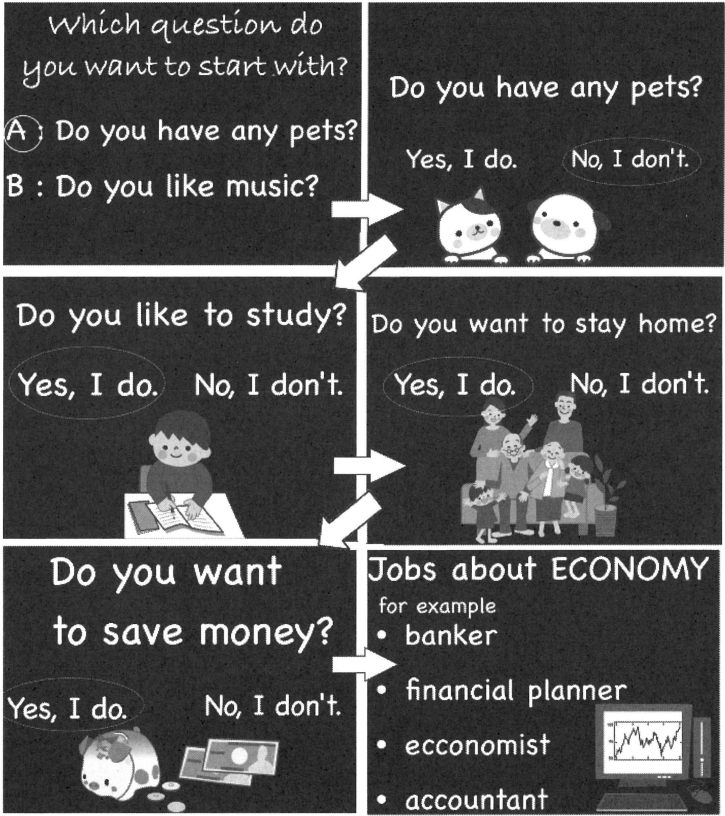 Which question do
you want to start with?
A : Do you have any pets?
B : Do you like music?
Do you have any pets?
Yes, I do. No, I don't.
Do you like to study?
Yes, I do. No, I don't.
Do you want to stay home?
Yes, I do. No, I don't.
Do you want
to save money?
Yes, I do. No, I don't.
Jobs about ECONOMY
for example
• banker
• financial planner
• ecconomist
• accountant